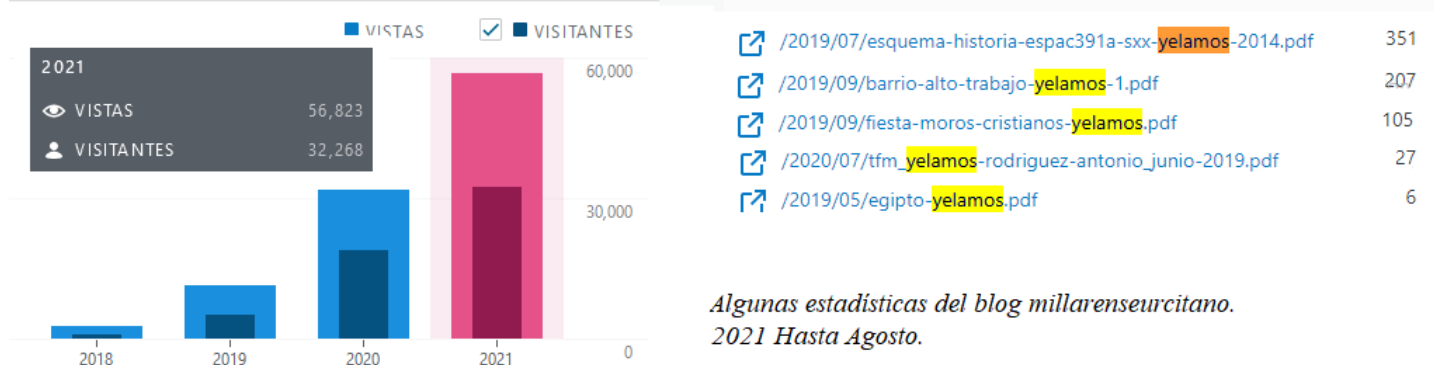 VISTAS
VISITANTES
2021
VISTAS 56,823
VISITANTES 32,268
60,000
30,000
0
2018 2019 2020 2021
/2019/07/esquema-historia-espac391a-sxx-yelamos-2014.pdf 351
/2019/09/barrio-alto-trabajo-yelamos-1.pdf 207
/2019/09/fiesta-moros-cristianos-yelamos.pdf 105
/2020/07/tfm_yelamos-rodriguez-antonio_junio-2019.pdf 27
/2019/05/egipto-yelamos.pdf 6
Algunas estadísticas del blog millarenseurcitano.
2021 Hasta Agosto.